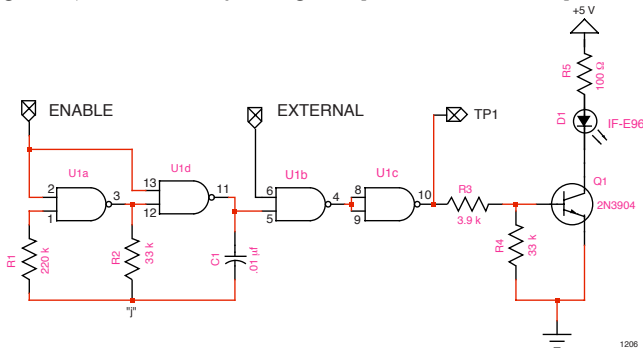 +5 V
R5
100 Ω
ENABLE
EXTERNAL
TP1
D1
IF-E96
U1a
U1d
U1b
U1c
2
1
3
13
12
11
6
5
4
8
9
10
R3
3.9 k
Q1
2N3904
R1
220 k
R2
33 k
C1
.01 µf
R4
33 k
"j"
1206